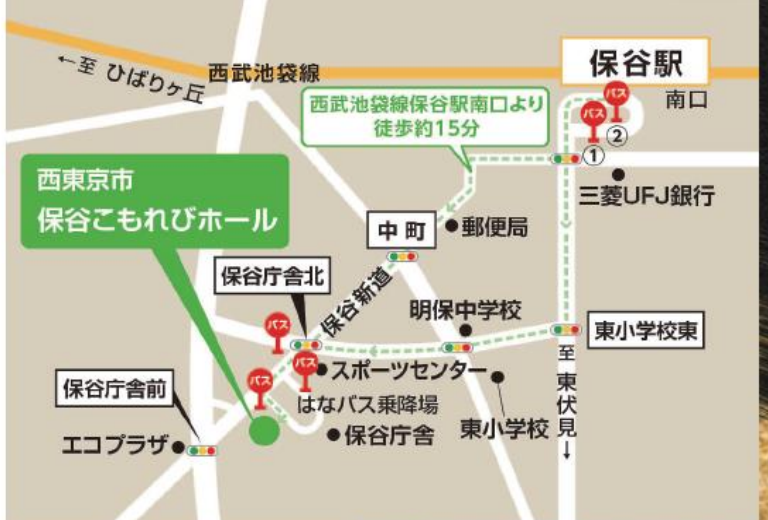 ←至 ひばりヶ丘
西武池袋線
保谷駅
南口
バス
バス
①
②
西武池袋線保谷駅南口より
徒歩約15分
三菱UFJ銀行
西東京市
保谷こもれびホール
中町
郵便局
保谷庁舎北
保谷新道
明保中学校
東小学校東
バス
バス
スポーツセンター
至東伏見→
バス
はなバス乗降場
保谷庁舎前
東小学校
保谷庁舎
エコプラザ